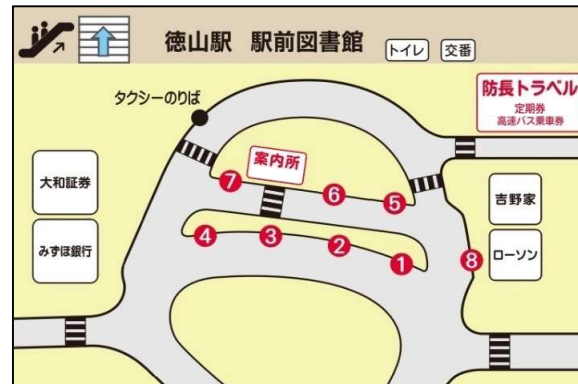 徳山駅 駅前図書館
トイレ
交番
タクシーのりば
防長トラベル
定期券
高速バス乗車券
案内所
大和証券
みずほ銀行
吉野家
ローソン
7
6
5
4
3
2
1
8